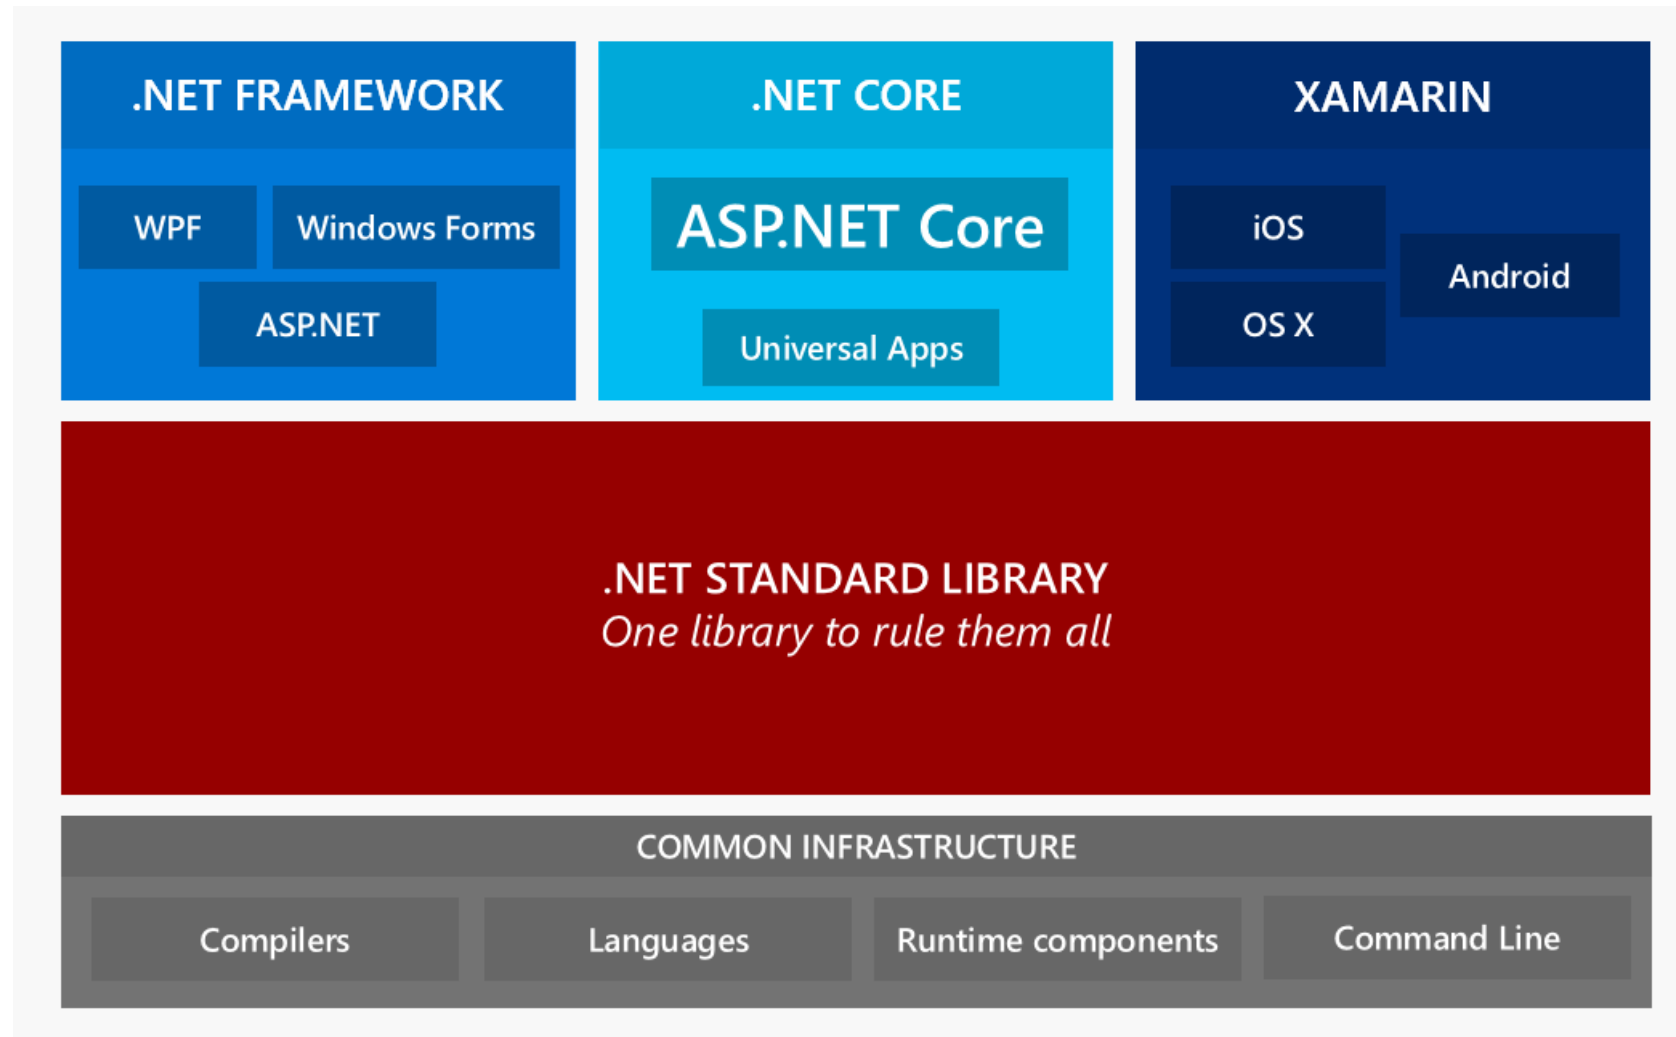 .NET FRAMEWORK
WPF
Windows Forms
ASP.NET
.NET CORE
ASP.NET Core
Universal Apps
XAMARIN
iOS
Android
OS X
.NET STANDARD LIBRARY
One library to rule them all
COMMON INFRASTRUCTURE
Compilers
Languages
Runtime components
Command Line